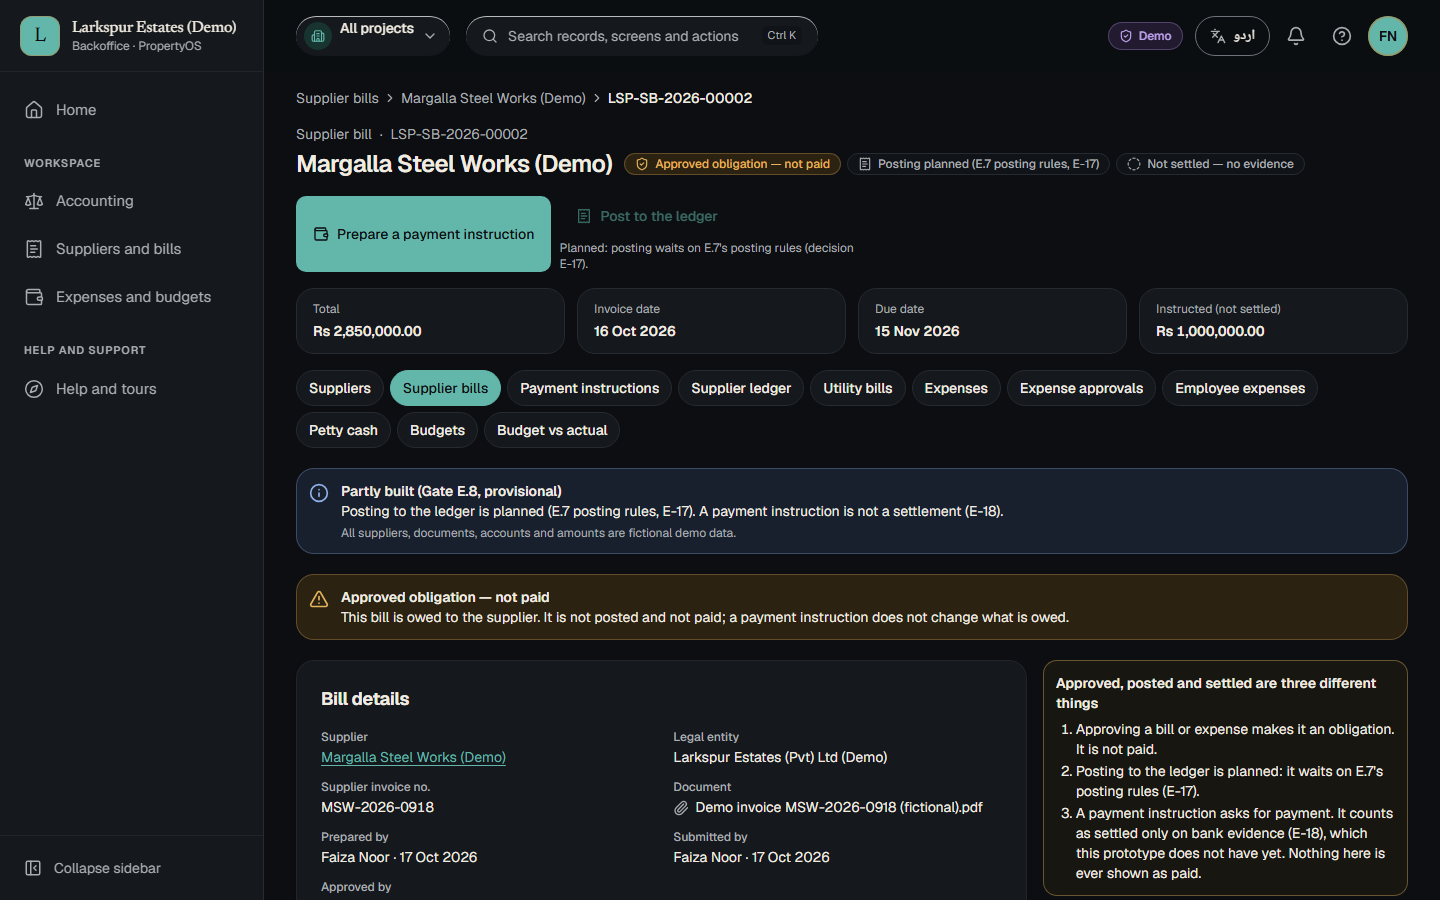 L
Larkspur Estates (Demo)
Backoffice · PropertyOS
All projects
Search records, screens and actions
Ctrl K
Demo
اردو
FN
Home
WORKSPACE
Accounting
Suppliers and bills
Expenses and budgets
HELP AND SUPPORT
Help and tours
Collapse sidebar
Supplier bills > Margalla Steel Works (Demo) > LSP-SB-2026-00002
Supplier bill · LSP-SB-2026-00002
Margalla Steel Works (Demo)
Approved obligation — not paid
Posting planned (E.7 posting rules, E-17)
Not settled — no evidence
Prepare a payment instruction
Post to the ledger
Planned: posting waits on E.7's posting rules (decision
E-17).
Total
Rs 2,850,000.00
Invoice date
16 Oct 2026
Due date
15 Nov 2026
Instructed (not settled)
Rs 1,000,000.00
Suppliers
Supplier bills
Payment instructions
Supplier ledger
Utility bills
Expenses
Expense approvals
Employee expenses
Petty cash
Budgets
Budget vs actual
Partly built (Gate E.8, provisional)
Posting to the ledger is planned (E.7 posting rules, E-17). A payment instruction is not a settlement (E-18).
All suppliers, documents, accounts and amounts are fictional demo data.
Approved obligation — not paid
This bill is owed to the supplier. It is not posted and not paid; a payment instruction does not change what is owed.
Bill details
Supplier
Margalla Steel Works (Demo)
Legal entity
Larkspur Estates (Pvt) Ltd (Demo)
Supplier invoice no.
MSW-2026-0918
Document
Demo invoice MSW-2026-0918 (fictional).pdf
Prepared by
Faiza Noor · 17 Oct 2026
Submitted by
Faiza Noor · 17 Oct 2026
Approved by
Approved, posted and settled are three different
things
1. Approving a bill or expense makes it an obligation.
It is not paid.
2. Posting to the ledger is planned: it waits on E.7's
posting rules (E-17).
3. A payment instruction asks for payment. It counts
as settled only on bank evidence (E-18), which
this prototype does not have yet. Nothing here is
ever shown as paid.